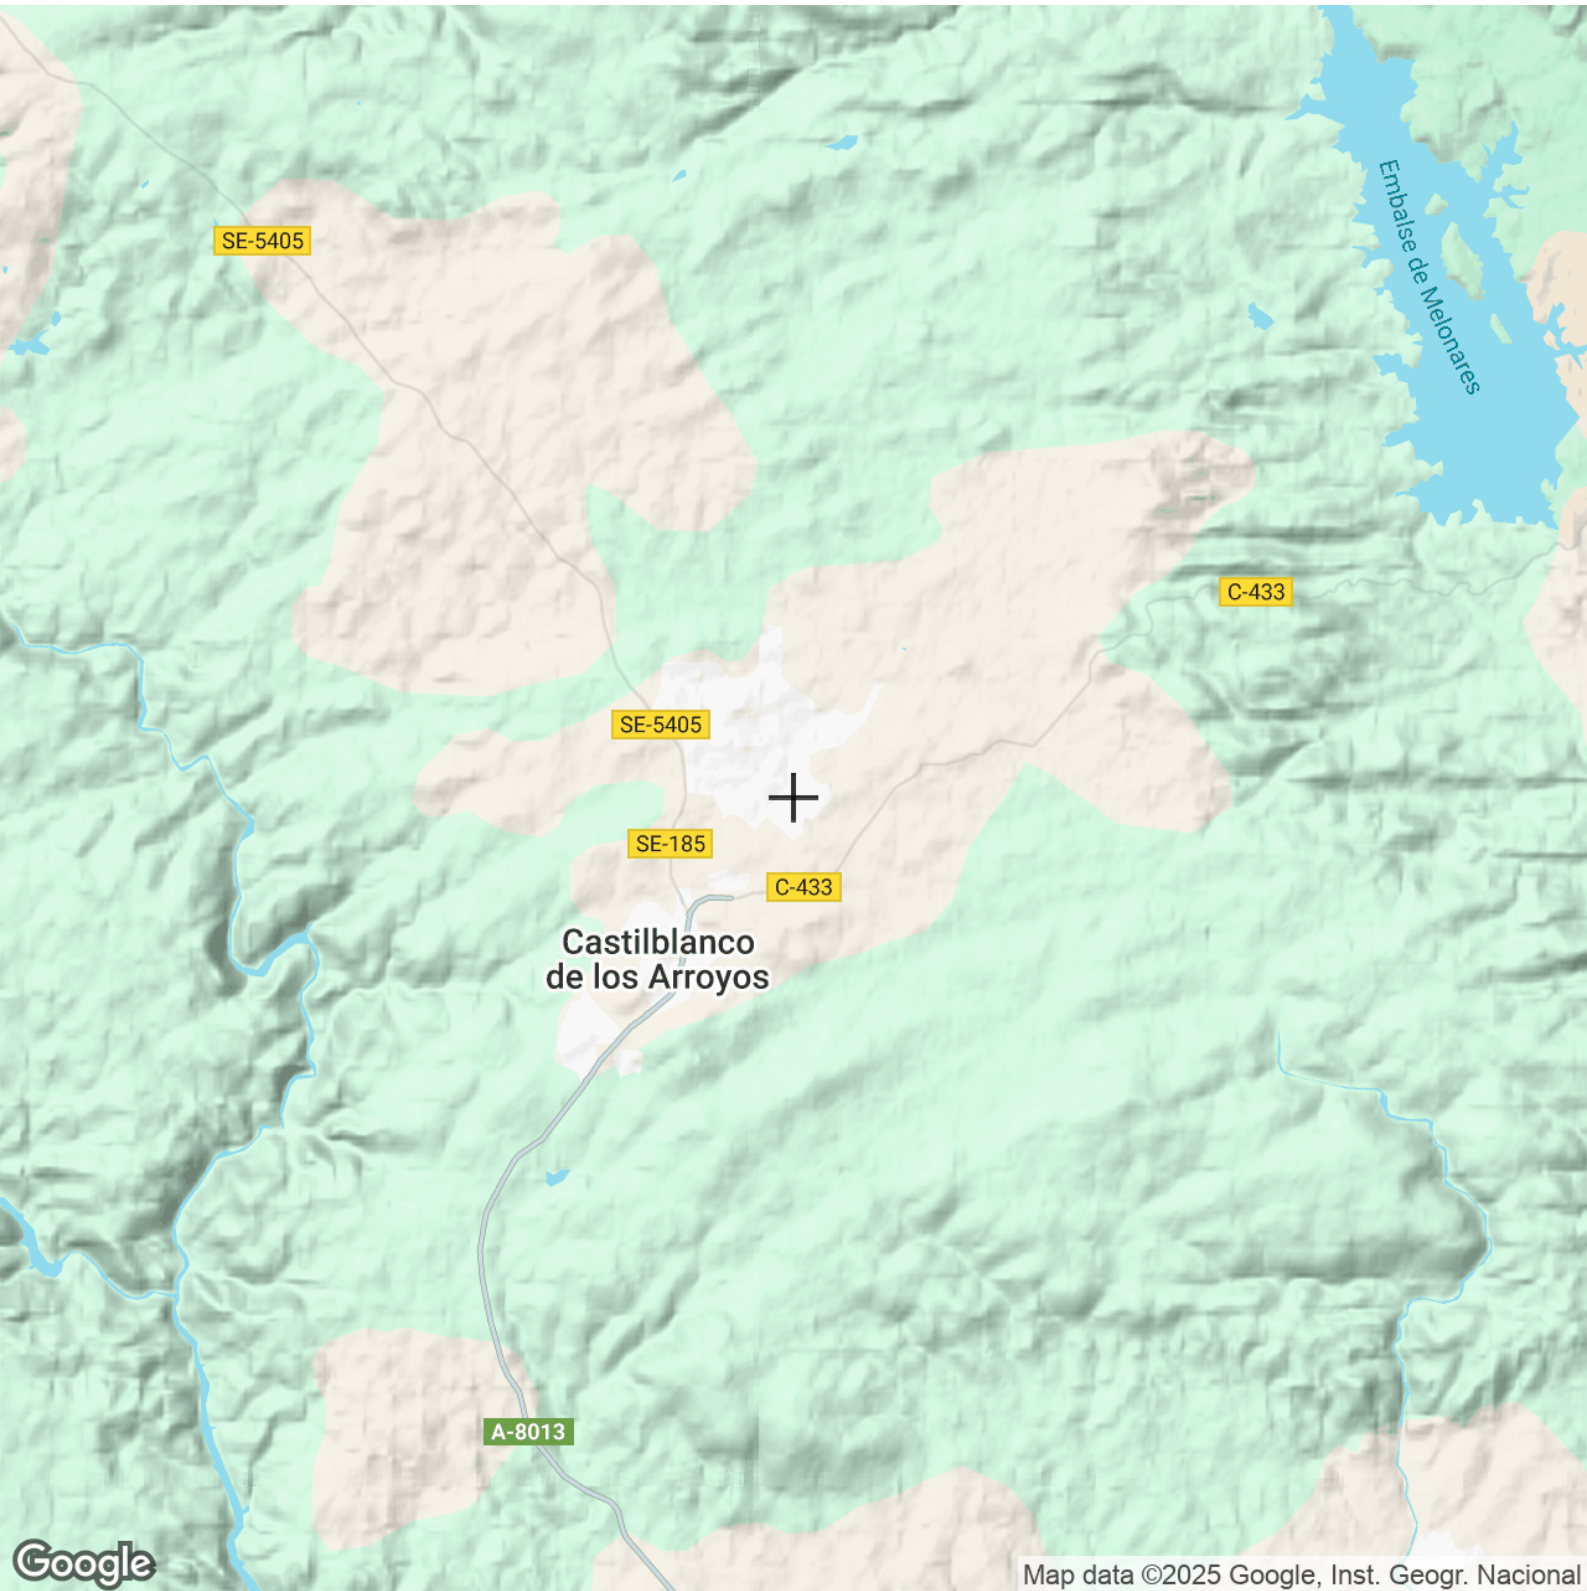 SE-5405
Embalse de Melonares
C-433
SE-5405
SE-185
C-433
Castilblanco
de los Arroyos
A-8013
Google
Map data ©2025 Google, Inst. Geogr. Nacional